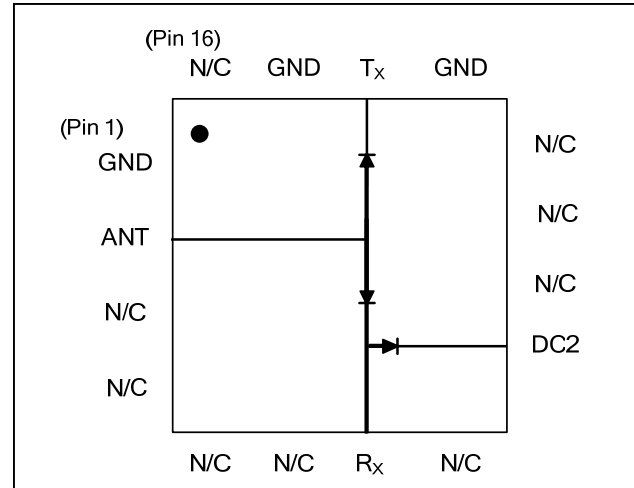 (Pin 16)
N/C GND TX GND
(Pin 1)
GND
ANT
N/C
N/C
N/C
N/C
N/C
DC2
N/C N/C RX N/C